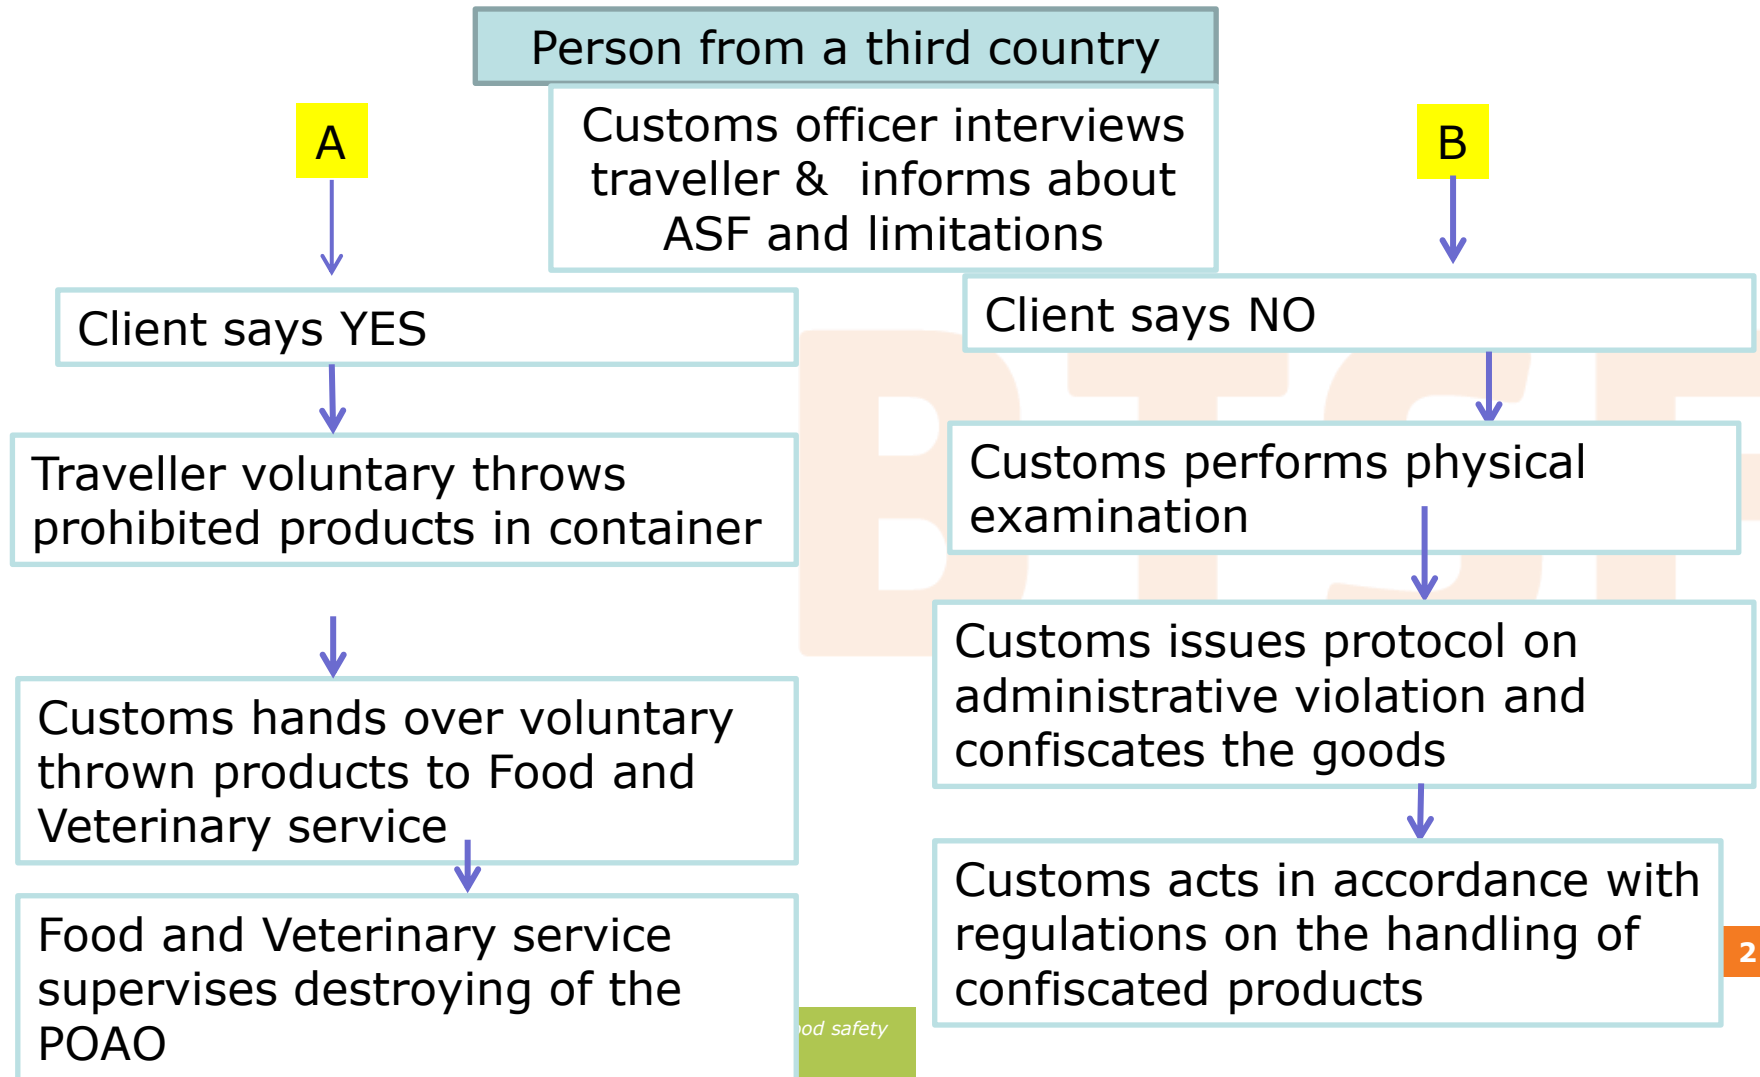 Person from a third country
Customs officer interviews
traveller & informs about
ASF and limitations
A
Client says YES
Traveller voluntary throws
prohibited products in container
Customs hands over voluntary
thrown products to Food and
Veterinary service
Food and Veterinary service
supervises destroying of the
POAO
B
Client says NO
Customs performs physical
examination
Customs issues protocol on
administrative violation and
confiscates the goods
Customs acts in accordance with
regulations on the handling of
confiscated products
2
safety
BTSF